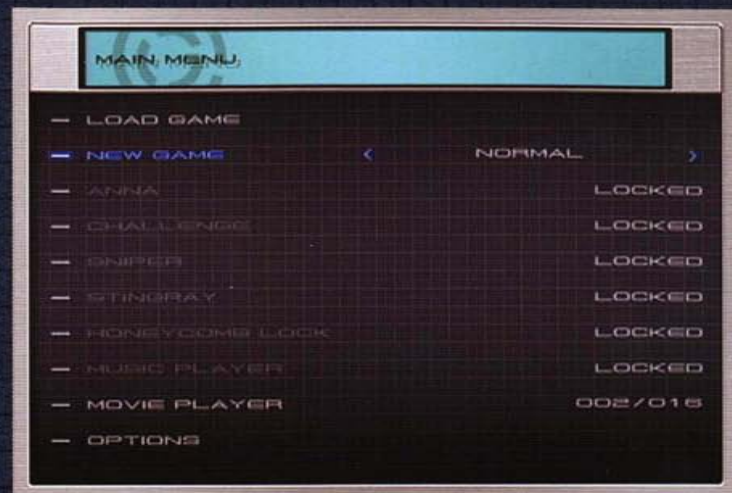 MAIN; MENU;
LOAD GAME
NEW GAME < NORMAL >
ANNA LOCKED
CHALLENGE LOCKED
SNIPER LOCKED
STINGRAY LOCKED
HONEYCOMB LOCK LOCKED
MUSIC PLAYER LOCKED
MOVIE PLAYER 002/016
OPTIONS